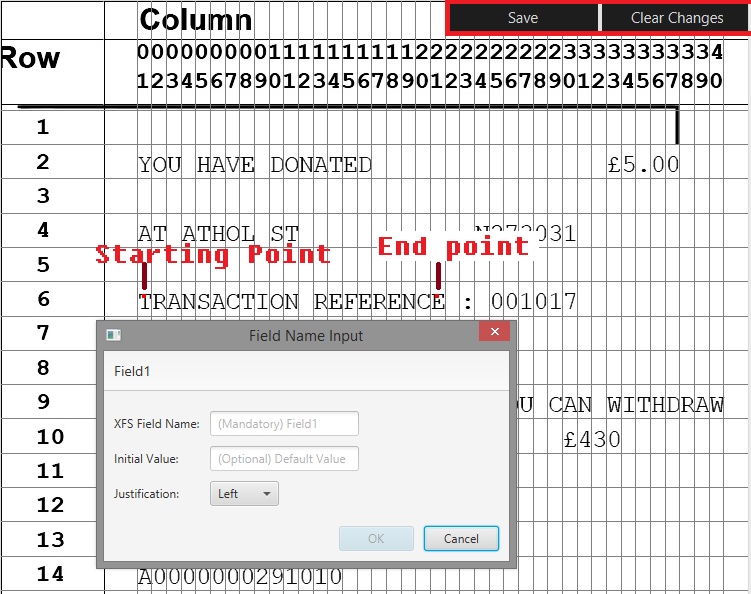 Column
Save
Clear Changes
Row
0000000001111111111222222222233333333334
1234567890123456789012345678901234567890
1
2 YOU HAVE DONATED £5.00
3
4 AT ATHOL ST N273031
Starting Point End point
5
6 TRANSACTION REFERENCE : 001017
7
Field Name Input
8
Field1
9 OU CAN WITHDRAW
XFS Field Name: (Mandatory) Field1
10 £430
Initial Value: (Optional) Default Value
11
Justification: Left
12
13
OK Cancel
14 A0000000291010